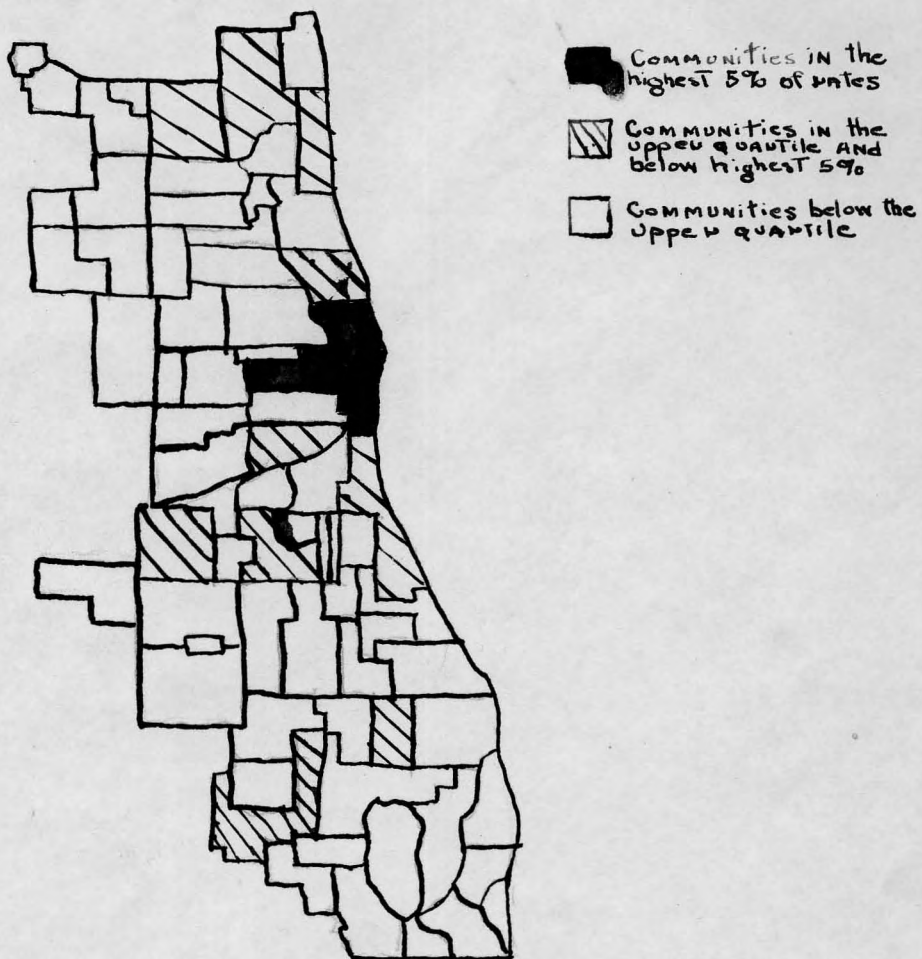 Communities in the
highest 5% of rates
Communities in the
upper quantile and
below highest 5%
Communities below the
upper quantile